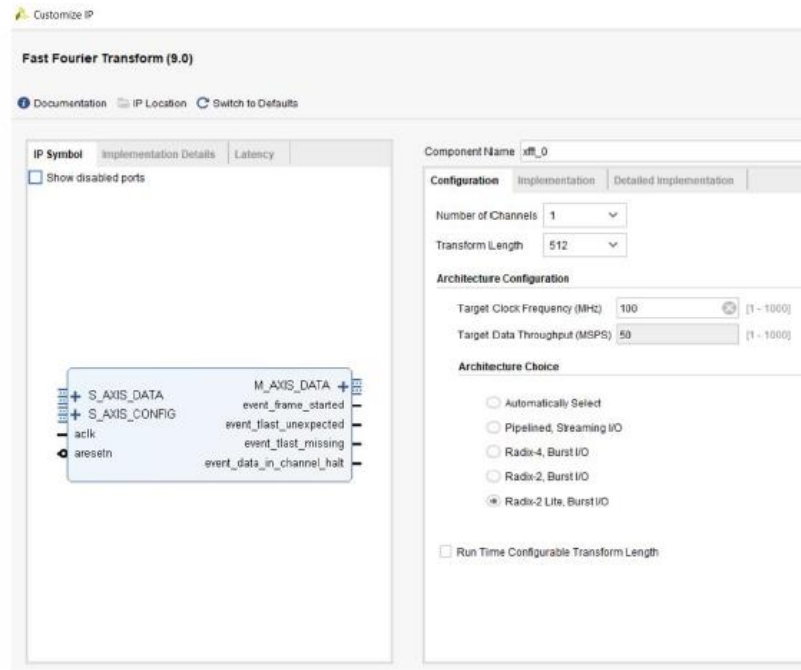 Customize IP
Fast Fourier Transform (9.0)
Documentation IP Location Switch to Defaults
IP Symbol Implementation Details Latency
Show disabled ports
S_AXIS_DATA
S_AXIS_CONFIG
aclk
aresetn
M_AXIS_DATA
event_frame_started
event_tlast_unexpected
event_tlast_missing
event_data_in_channel_halt
Component Name xfft_0
Configuration Implementation Detailed Implementation
Number of Channels 1
Transform Length 512
Architecture Configuration
Target Clock Frequency (MHz) 100 [1 - 1000]
Target Data Throughput (MSPS) 50 [1 - 1000]
Architecture Choice
Automatically Select
Pipelined, Streaming I/O
Radix-4, Burst I/O
Radix-2, Burst I/O
Radix-2 Lite, Burst I/O
Run Time Configurable Transform Length